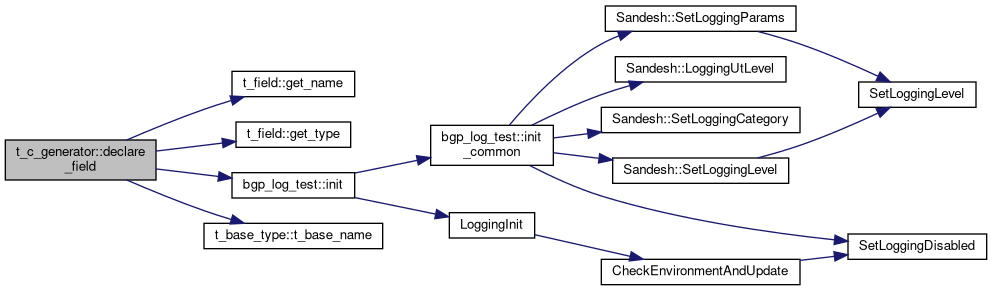 t_c_generator::declare
_field
t_field::get_name
t_field::get_type
bgp_log_test::init
t_base_type::t_base_name
bgp_log_test::init
_common
LoggingInit
Sandesh::SetLoggingParams
Sandesh::LoggingUtLevel
Sandesh::SetLoggingCategory
Sandesh::SetLoggingLevel
CheckEnvironmentAndUpdate
SetLoggingLevel
SetLoggingDisabled